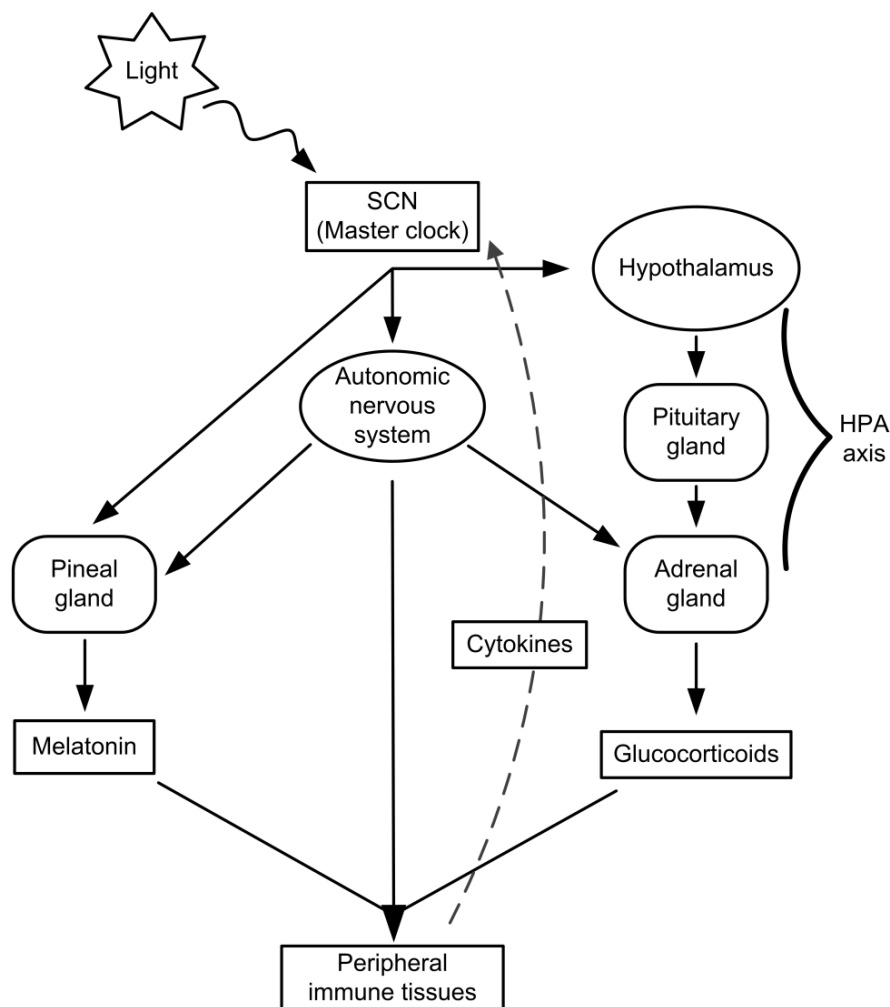 Light
SCN
(Master clock)
Hypothalamus
Autonomic
nervous
system
Pituitary
gland
HPA
axis
Pineal
gland
Adrenal
gland
Cytokines
Melatonin
Glucocorticoids
Peripheral
immune tissues